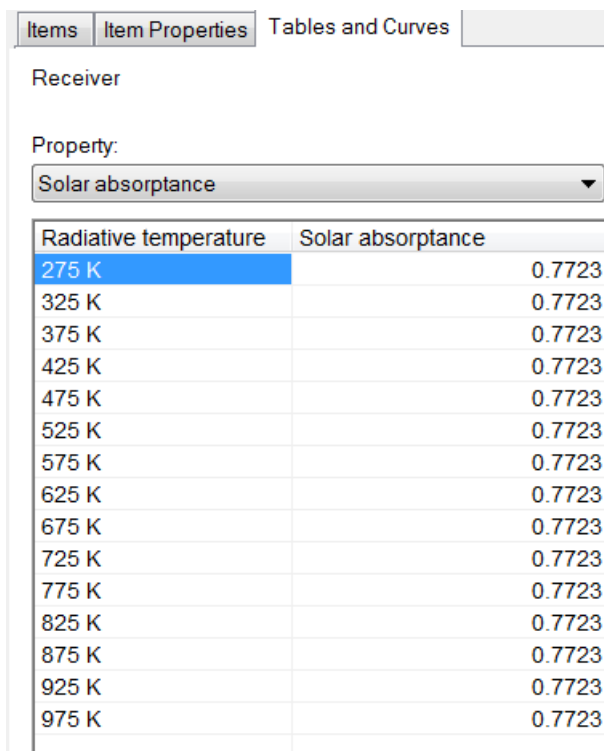 Items Item Properties Tables and Curves
Receiver
Property:
Solar absorptance
Radiative temperature Solar absorptance
275 K 0.7723
325 K 0.7723
375 K 0.7723
425 K 0.7723
475 K 0.7723
525 K 0.7723
575 K 0.7723
625 K 0.7723
675 K 0.7723
725 K 0.7723
775 K 0.7723
825 K 0.7723
875 K 0.7723
925 K 0.7723
975 K 0.7723